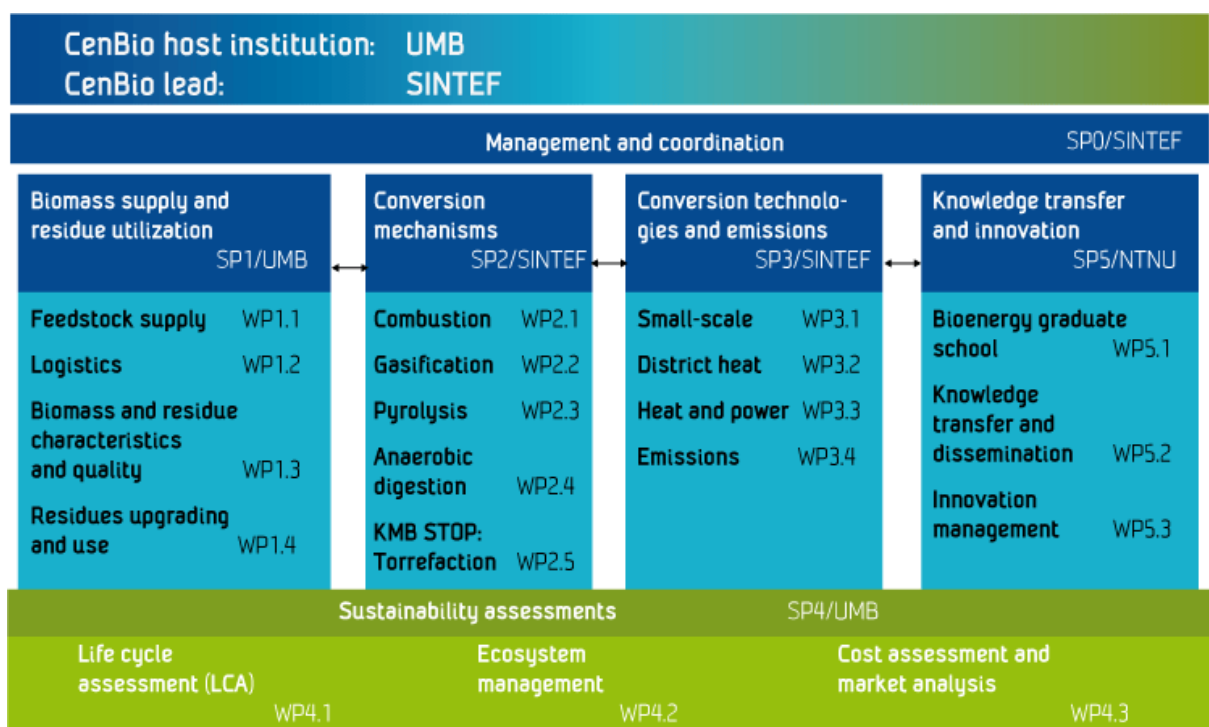 CenBio host institution: UMB
CenBio lead: SINTEF
Management and coordination SP0/SINTEF
Biomass supply and
residue utilization
SP1/UMB
Feedstock supply WP1.1
Logistics WP1.2
Biomass and residue
characteristics
and quality WP1.3
Residues upgrading
and use WP1.4
Conversion
mechanisms
SP2/SINTEF
Combustion WP2.1
Gasification WP2.2
Pyrolysis WP2.3
Anaerobic
digestion WP2.4
KMB STOP:
Torrefaction WP2.5
Conversion technolo-
gies and emissions
SP3/SINTEF
Small-scale WP3.1
District heat WP3.2
Heat and power WP3.3
Emissions WP3.4
Knowledge transfer
and innovation
SP5/NTNU
Bioenergy graduate
school WP5.1
Knowledge
transfer and
dissemination WP5.2
Innovation
management WP5.3
Sustainability assessments SP4/UMB
Life cycle
assessment (LCA)
WP4.1
Ecosystem
management
WP4.2
Cost assessment and
market analysis
WP4.3